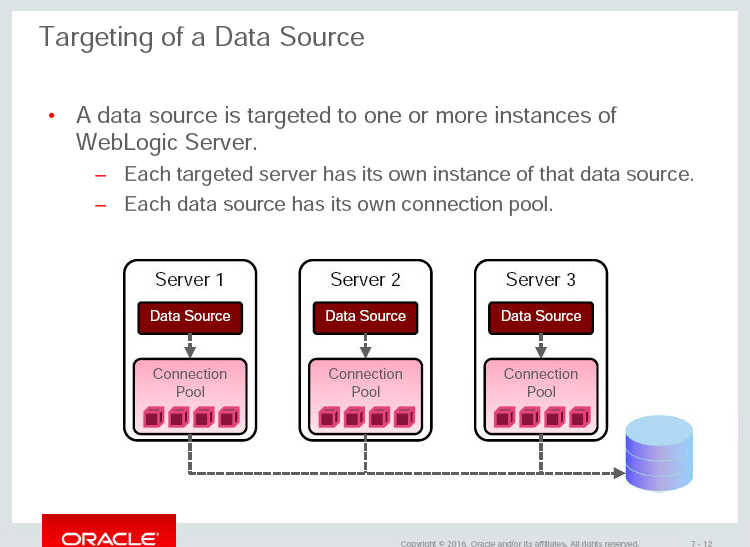 Targeting of a Data Source
• A data source is targeted to one or more instances of
WebLogic Server.
– Each targeted server has its own instance of that data source.
– Each data source has its own connection pool.
Server 1
Data Source
Connection
Pool
Server 2
Data Source
Connection
Pool
Server 3
Data Source
Connection
Pool
ORACLE
Copyright © 2016, Oracle and/or its affiliates. All rights reserved.
7 - 12